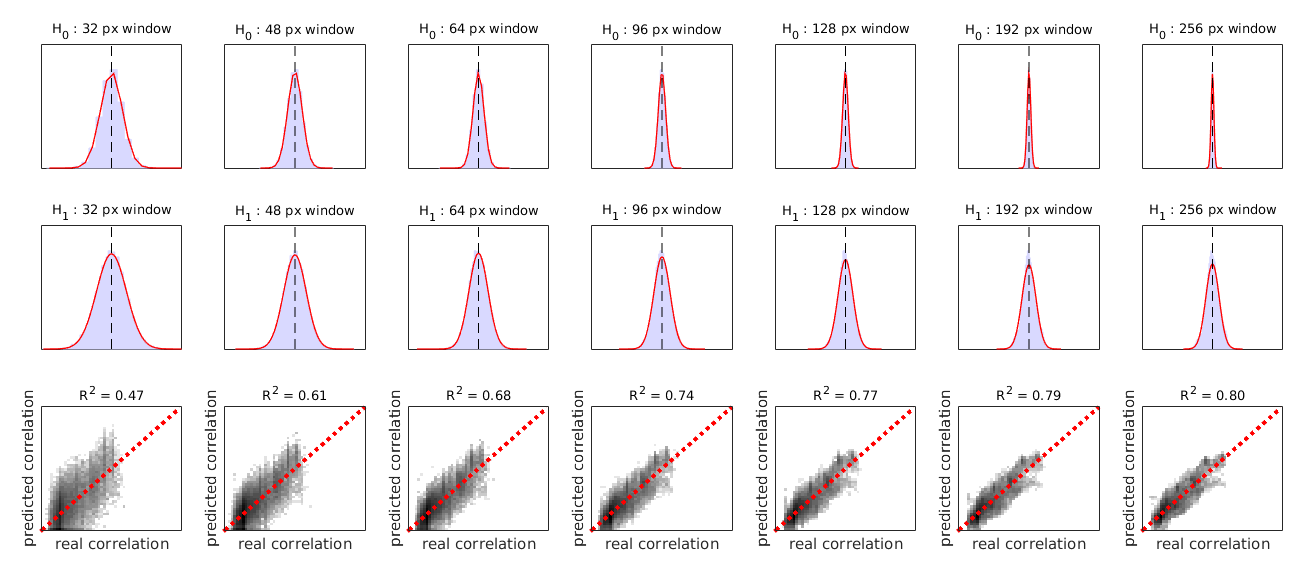 H0 : 32 px window
H0 : 48 px window
H0 : 64 px window
H0 : 96 px window
H0 : 128 px window
H0 : 192 px window
H0 : 256 px window
H1 : 32 px window
H1 : 48 px window
H1 : 64 px window
H1 : 96 px window
H1 : 128 px window
H1 : 192 px window
H1 : 256 px window
R2 = 0.47
predicted correlation
real correlation
R2 = 0.61
predicted correlation
real correlation
R2 = 0.68
predicted correlation
real correlation
R2 = 0.74
predicted correlation
real correlation
R2 = 0.77
predicted correlation
real correlation
R2 = 0.79
predicted correlation
real correlation
R2 = 0.80
predicted correlation
real correlation